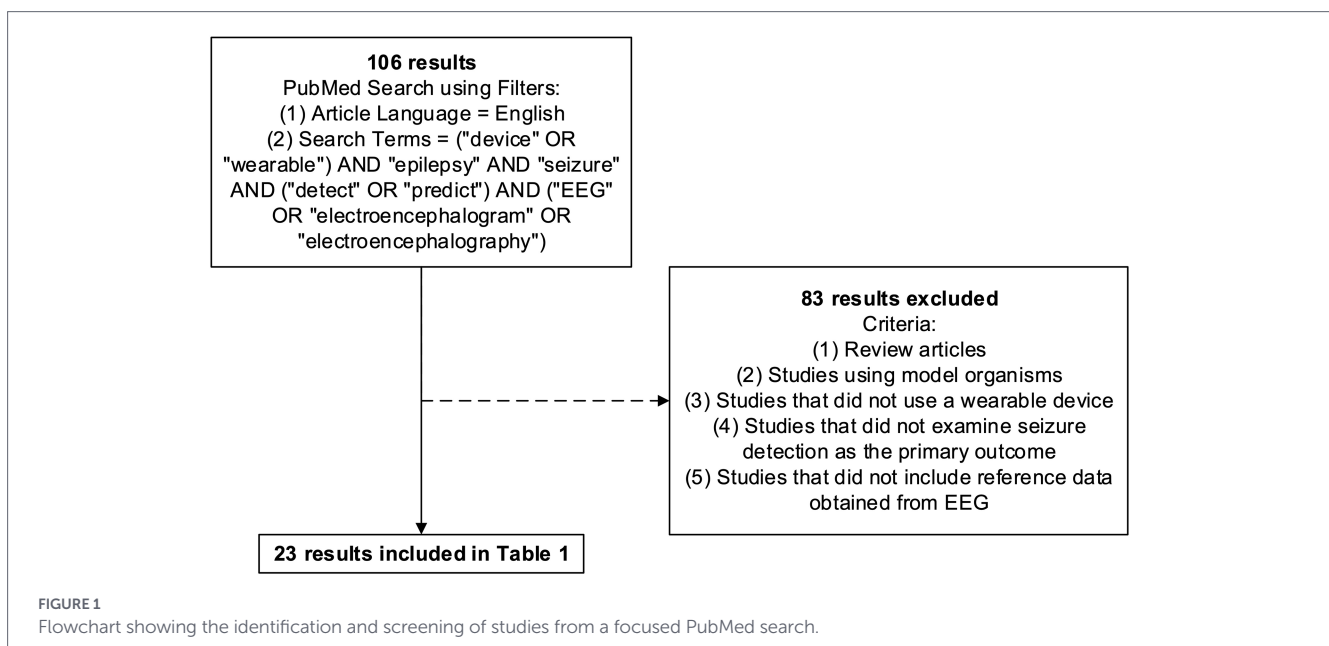 106 results
PubMed Search using Filters:
(1) Article Language = English
(2) Search Terms = ("device" OR
"wearable") AND "epilepsy" AND "seizure"
AND ("detect" OR "predict") AND ("EEG"
OR "electroencephalogram" OR
"electroencephalography")
83 results excluded
Criteria:
(1) Review articles
(2) Studies using model organisms
(3) Studies that did not use a wearable device
(4) Studies that did not examine seizure
detection as the primary outcome
(5) Studies that did not include reference data
obtained from EEG
23 results included in Table 1
FIGURE 1
Flowchart showing the identification and screening of studies from a focused PubMed search.